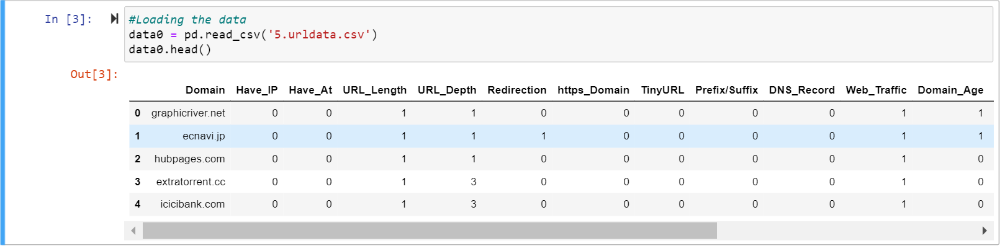 In [3]:
#Loading the data
data0 = pd.read_csv('5.urldata.csv')
data0.head()
Out[3]:
Domain Have_IP Have_At URL_Length URL_Depth Redirection https_Domain TinyURL Prefix/Suffix DNS_Record Web_Traffic Domain_Age
0 graphicriver.net 0 0 1 1 0 0 0 0 0 1 1
1 ecnavi.jp 0 0 1 1 1 0 0 0 0 1 1
2 hubpages.com 0 0 1 1 0 0 0 0 0 1 0
3 extratorrent.cc 0 0 1 3 0 0 0 0 0 1 0
4 icicibank.com 0 0 1 3 0 0 0 0 0 1 0